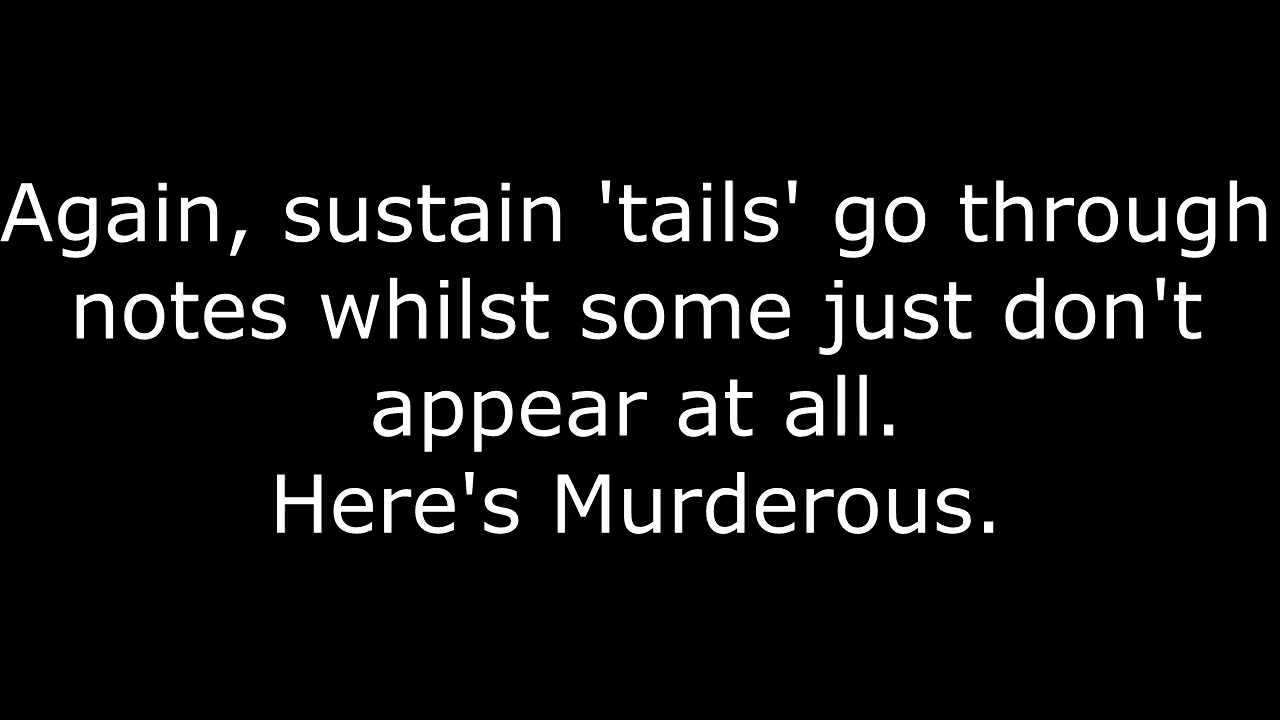 Again, sustain 'tails' go through
notes whilst some just don't
appear at all.
Here's Murderous.